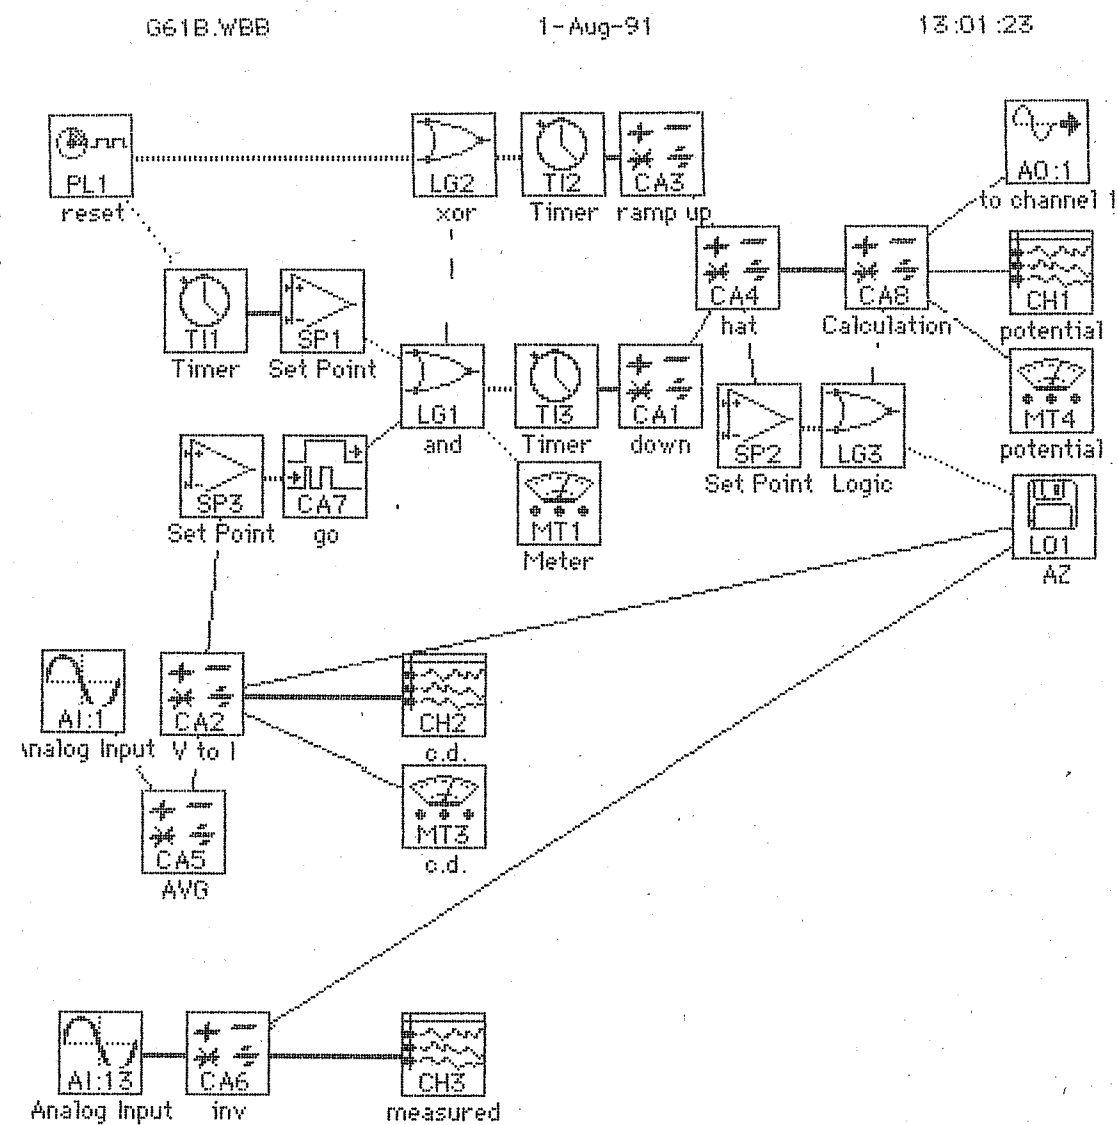 G61B.WBB 1-Aug-91 13:01:23
PL1
reset
LG2
xor
TI2
Timer
CA3
ramp up
AO:1
to channel 1
TI1
Timer
SP1
Set Point
CA4
hat
CA8
Calculation
CH1
potential
LG1
and
TI3
Timer
CA1
down
SP2
Set Point
LG3
Logic
MT4
potential
SP3
Set Point
CA7
go
MT1
Meter
LO1
AZ
AI:1
nalog Input
CA2
V to I
CH2
c.d.
CA5
AVG
MT3
c.d.
AI:13
Analog Input
CA6
inv
CH3
measured